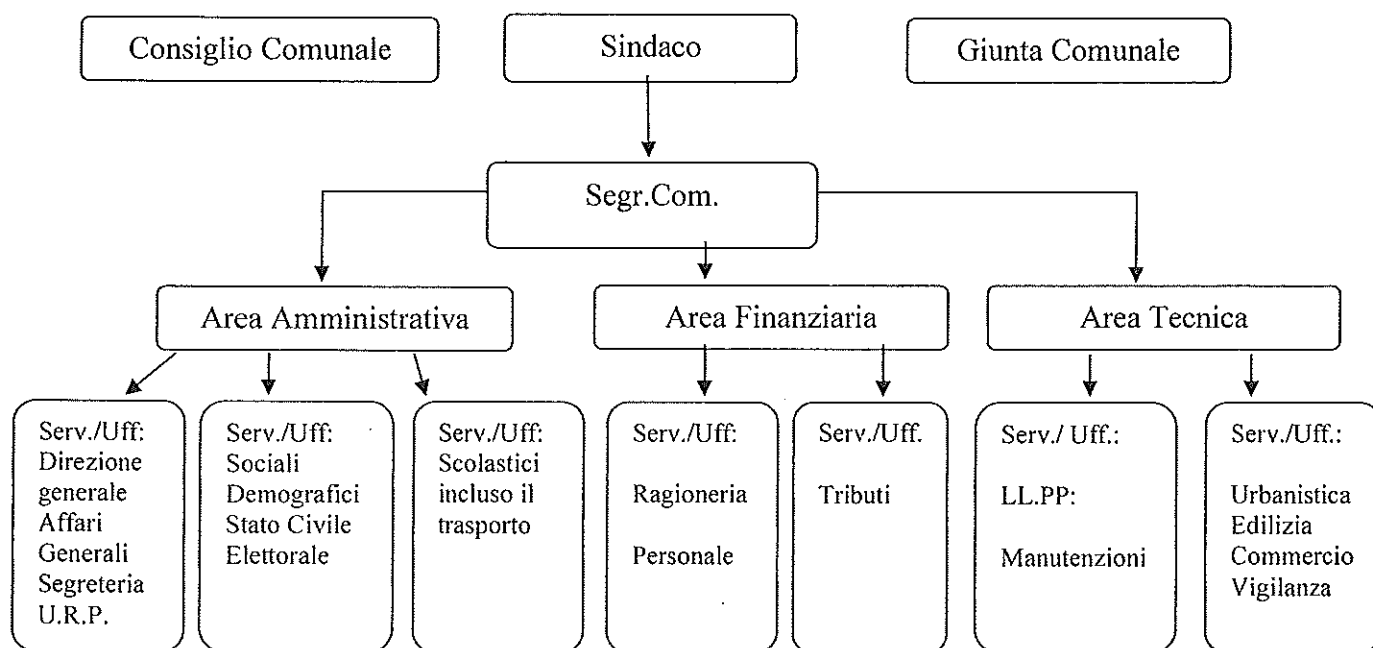 Consiglio Comunale
Sindaco
Giunta Comunale
Segr.Com.
Area Amministrativa
Area Finanziaria
Area Tecnica
Serv./Uff:
Direzione
generale
Affari
Generali
Segreteria
U.R.P.
Serv./Uff:
Sociali
Demografici
Stato Civile
Elettorale
Serv./Uff:
Scolastici
incluso il
trasporto
Serv./Uff:
Ragioneria
Personale
Serv./Uff.
Tributi
Serv./ Uff.:
LL.PP:
Manutenzioni
Serv./Uff.:
Urbanistica
Edilizia
Commercio
Vigilanza